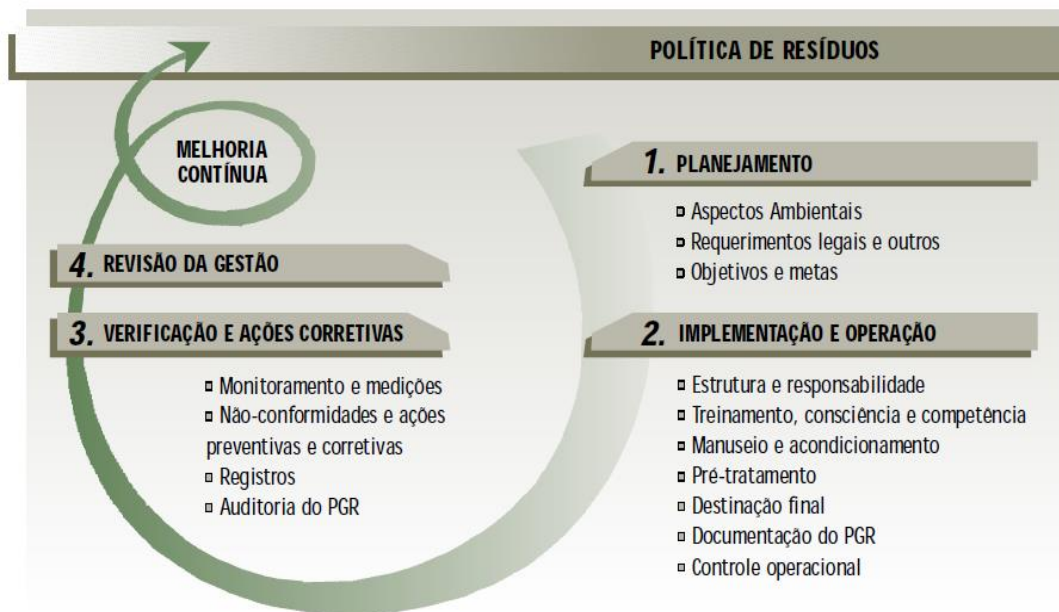 POLÍTICA DE RESÍDUOS
MELHORIA
CONTÍNUA
1. PLANEJAMENTO
▫ Aspectos Ambientais
▫ Requerimentos legais e outros
▫ Objetivos e metas
2. IMPLEMENTAÇÃO E OPERAÇÃO
▫ Estrutura e responsabilidade
▫ Treinamento, consciência e competência
▫ Manuseio e acondicionamento
▫ Pré-tratamento
▫ Destinação final
▫ Documentação do PGR
▫ Controle operacional
3. VERIFICAÇÃO E AÇÕES CORRETIVAS
▫ Monitoramento e medições
▫ Não-conformidades e ações
preventivas e corretivas
▫ Registros
▫ Auditoria do PGR
4. REVISÃO DA GESTÃO